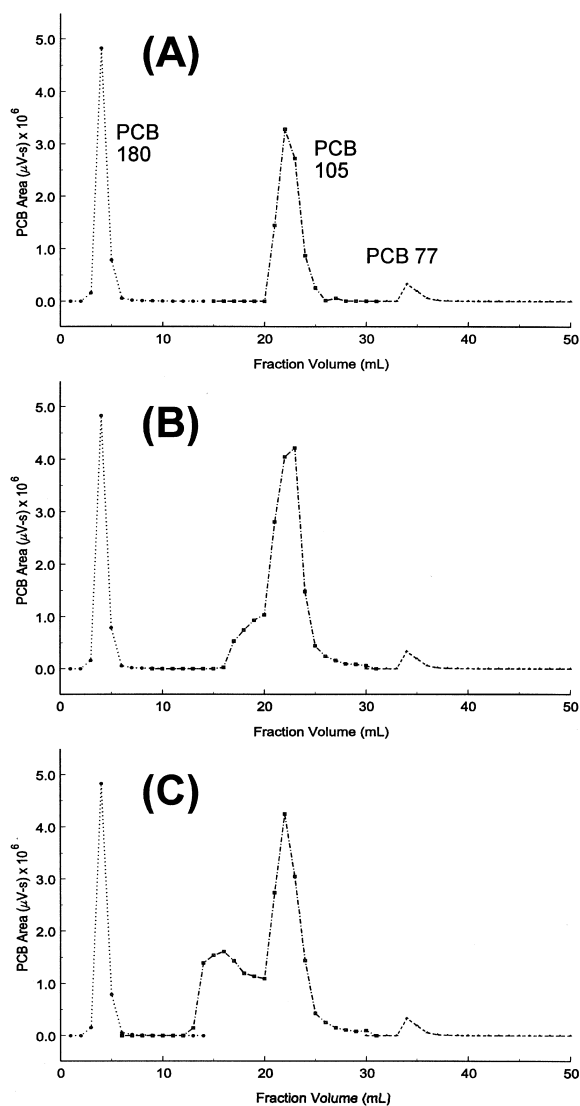 (A)
5.0
4.0
3.0
2.0
1.0
0.0
PCB Area (μV-s) x 10⁶
PCB
180
PCB
105
PCB 77
0 10 20 30 40 50
Fraction Volume (mL)
(B)
5.0
4.0
3.0
2.0
1.0
0.0
PCB Area (μV-s) x 10⁶
0 10 20 30 40 50
Fraction Volume (mL)
(C)
5.0
4.0
3.0
2.0
1.0
0.0
PCB Area (μV-s) x 10⁶
0 10 20 30 40 50
Fraction Volume (mL)